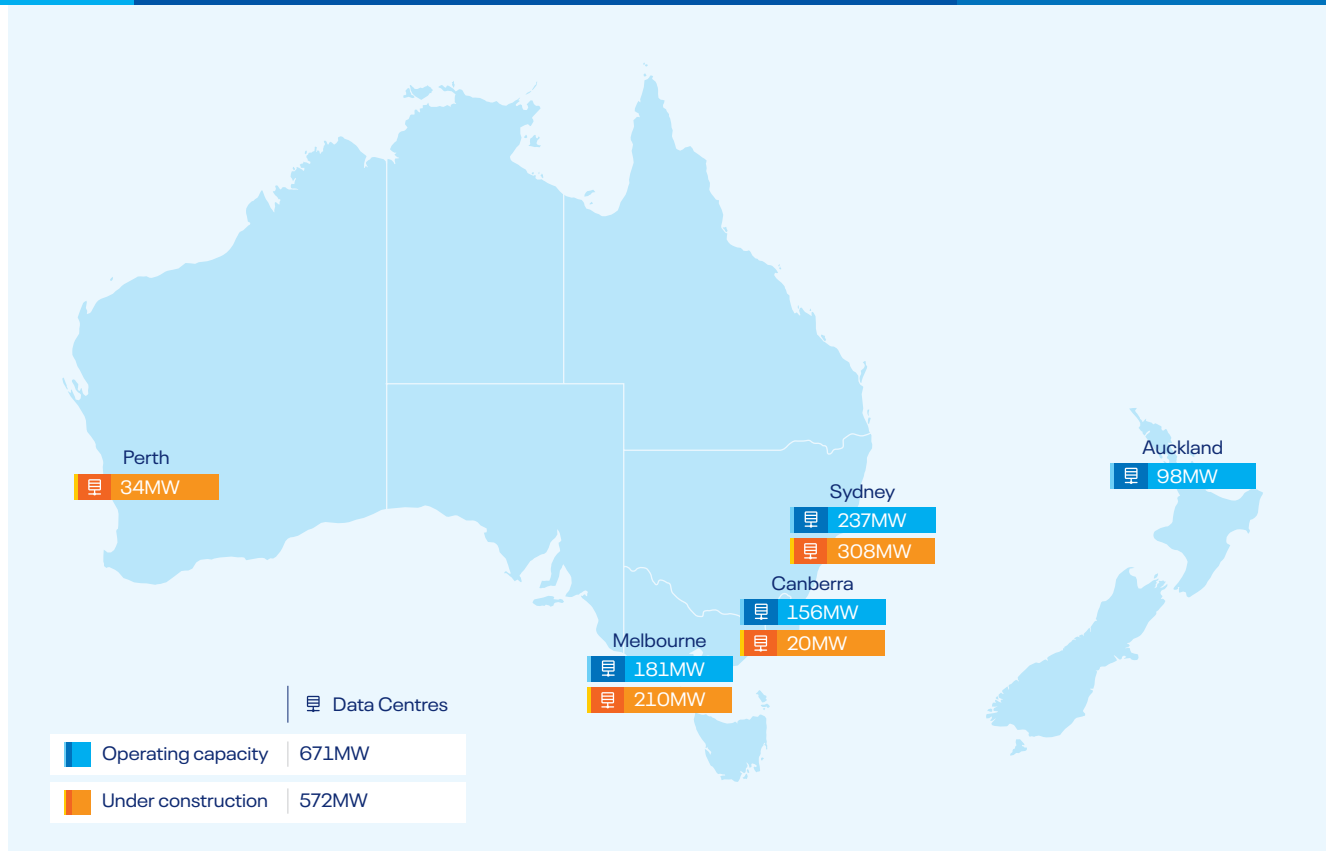 Perth
34MW
Auckland
98MW
Sydney
237MW
308MW
Canberra
156MW
20MW
Melbourne
181MW
210MW
Data Centres
Operating capacity 671MW
Under construction 572MW